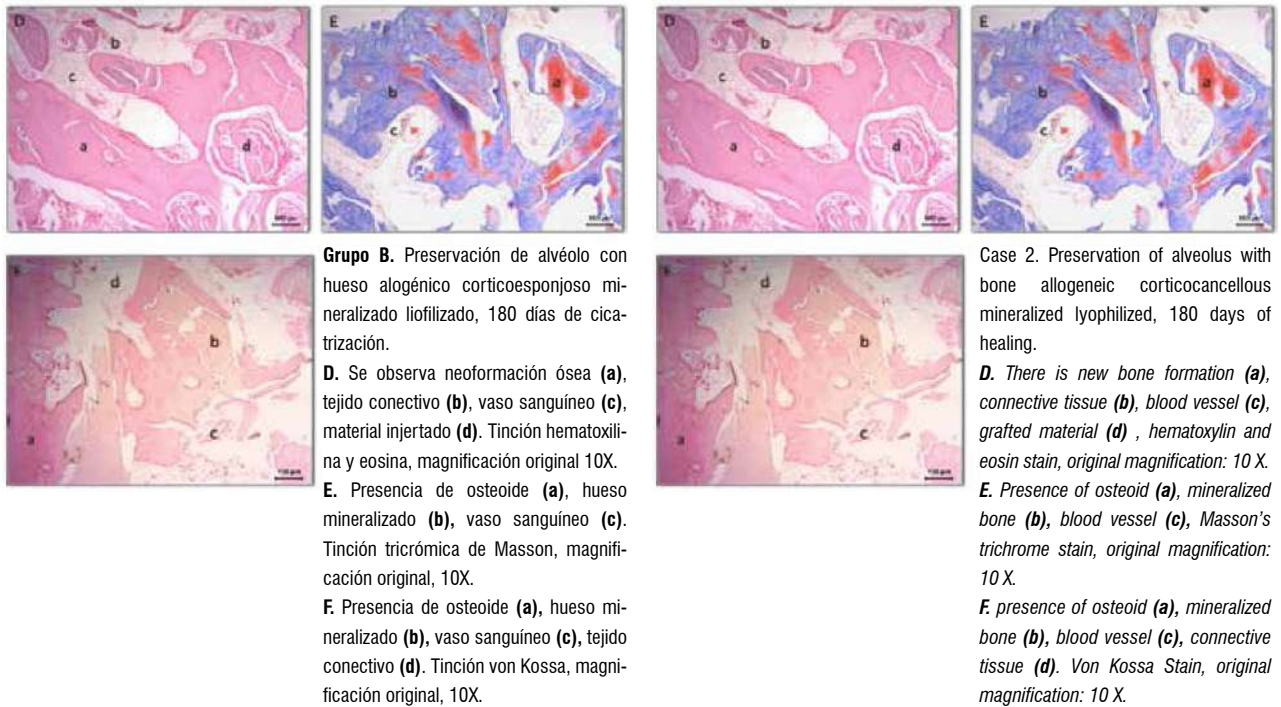 D
b
c
a
d
E
a
b
c
d
b
a
c
Grupo B. Preservación de alvéolo con
hueso alogénico corticoesponjoso mi-
neralizado liofilizado, 180 días de cica-
trización.
D. Se observa neoformación ósea (a),
tejido conectivo (b), vaso sanguíneo (c),
material injertado (d). Tinción hematoxili-
na y eosina, magnificación original 10X.
E. Presencia de osteoide (a), hueso
mineralizado (b), vaso sanguíneo (c).
Tinción tricrómica de Masson, magnifi-
cación original, 10X.
F. Presencia de osteoide (a), hueso mi-
neralizado (b), vaso sanguíneo (c), tejido
conectivo (d). Tinción von Kossa, magni-
ficación original, 10X.
D
b
c
a
d
E
a
b
c
d
b
a
c
Case 2. Preservation of alveolus with
bone allogeneic corticocancellous
mineralized lyophilized, 180 days of
healing.
D. There is new bone formation (a),
connective tissue (b), blood vessel (c),
grafted material (d) , hematoxylin and
eosin stain, original magnification: 10 X.
E. Presence of osteoid (a), mineralized
bone (b), blood vessel (c), Masson's
trichrome stain, original magnification:
10 X.
F. presence of osteoid (a), mineralized
bone (b), blood vessel (c), connective
tissue (d). Von Kossa Stain, original
magnification: 10 X.